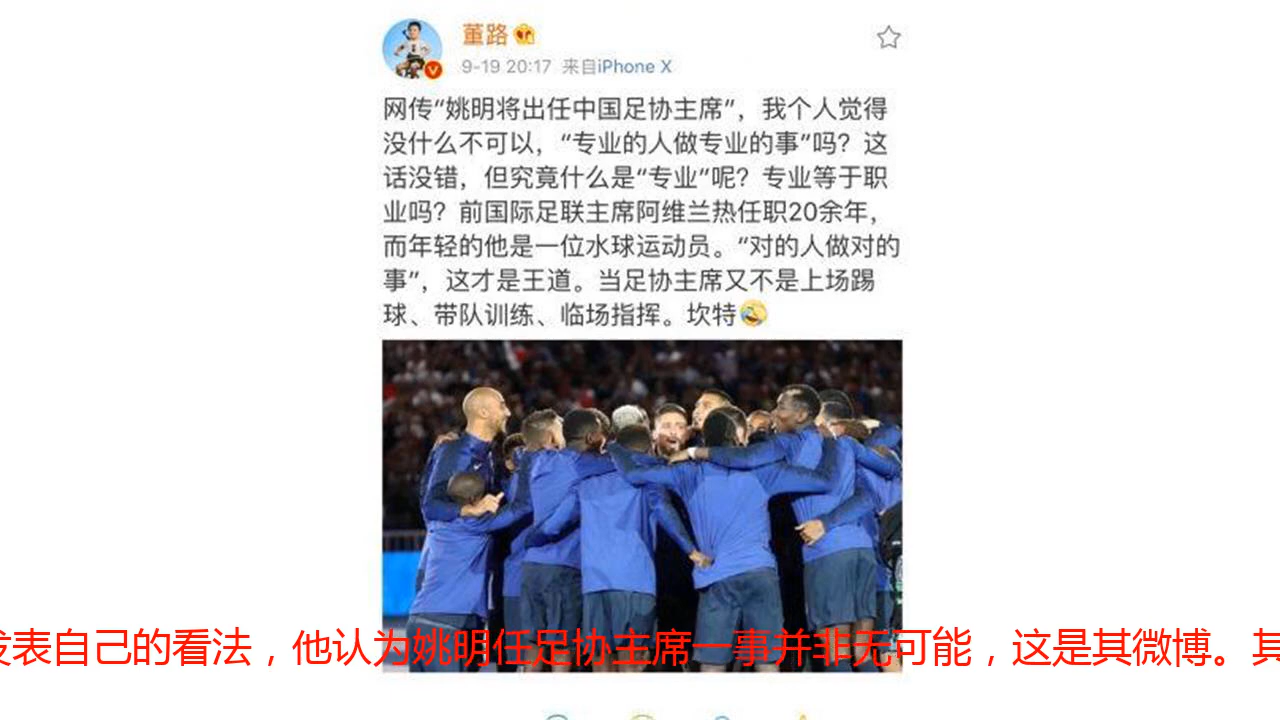 董路
9-19 20:17 来自iPhone X
网传“姚明将出任中国足协主席”，我个人觉得
没什么不可以，“专业的人做专业的事”吗？这
话没错，但究竟什么是“专业”呢？专业等于职
业吗？前国际足联主席阿维兰热任职20余年，
而年轻的他是一位水球运动员。“对的人做对的
事”，这才是王道。当足协主席又不是上场踢
球、带队训练、临场指挥。坎特
发表自己的看法，他认为姚明任足协主席一事并非无可能，这是其微博。其